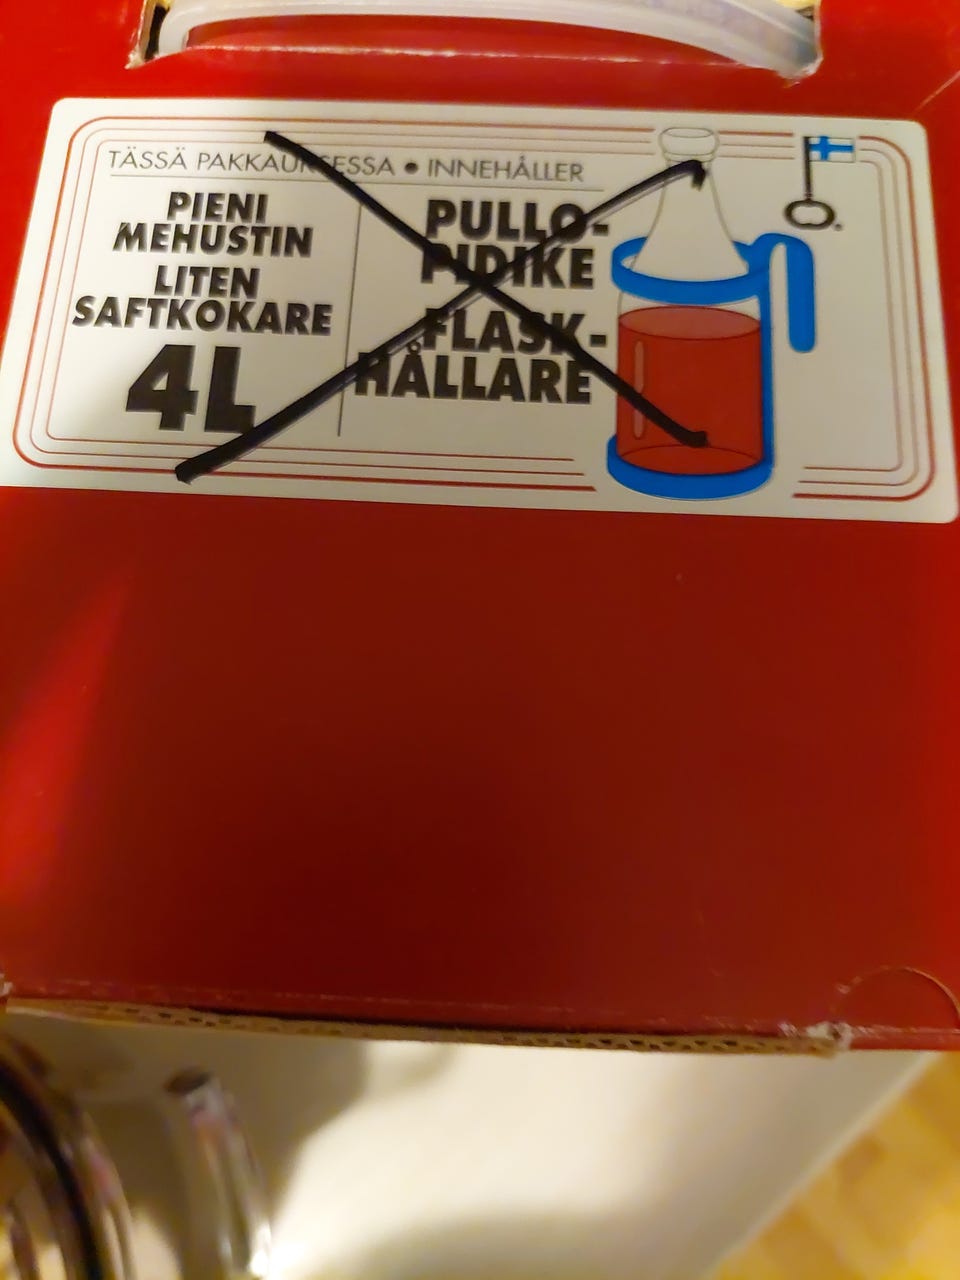 TÄSSÄ PAKKAUKSESSA • INNEHÅLLER
PIENI
MEHUSTIN
LITEN
SAFTKOKARE
4L
PULLO-
PIDIKE
FLASK-
HÅLLARE